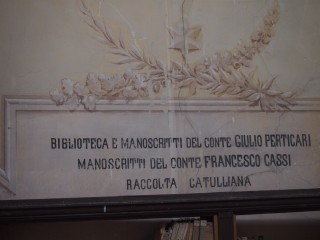 BIBLIOTECA E MANOSCRITTI DEL CONTE GIULIO PERTICARI
MANOSCRITTI DEL CONTE FRANCESCO CASSI
RACCOLTA CATULLIANA